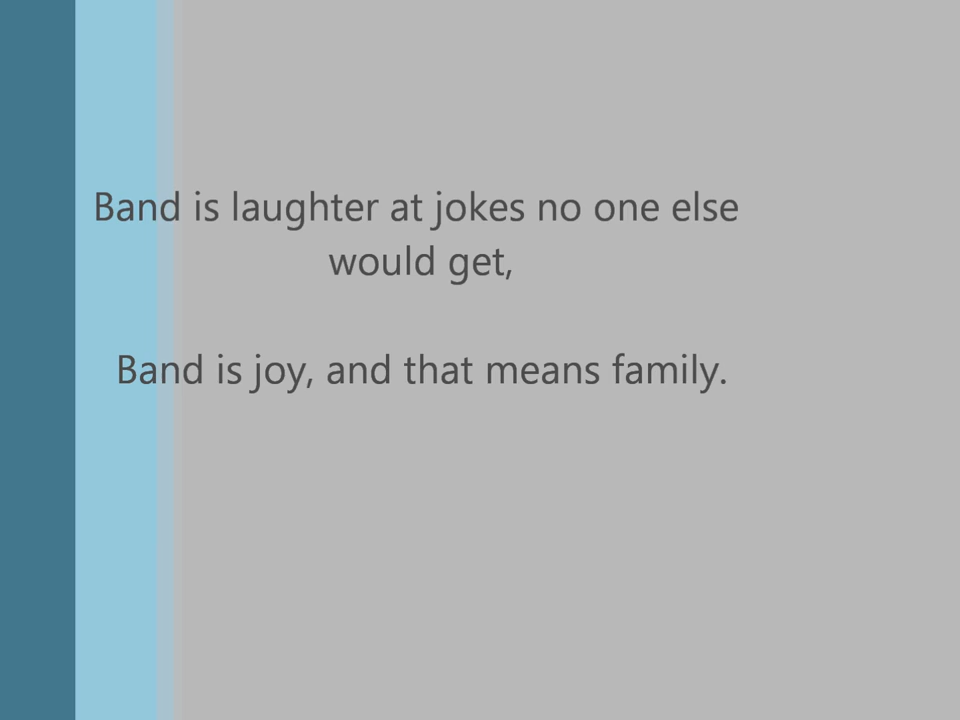 Band is laughter at jokes no one else
would get,
Band is joy, and that means family.